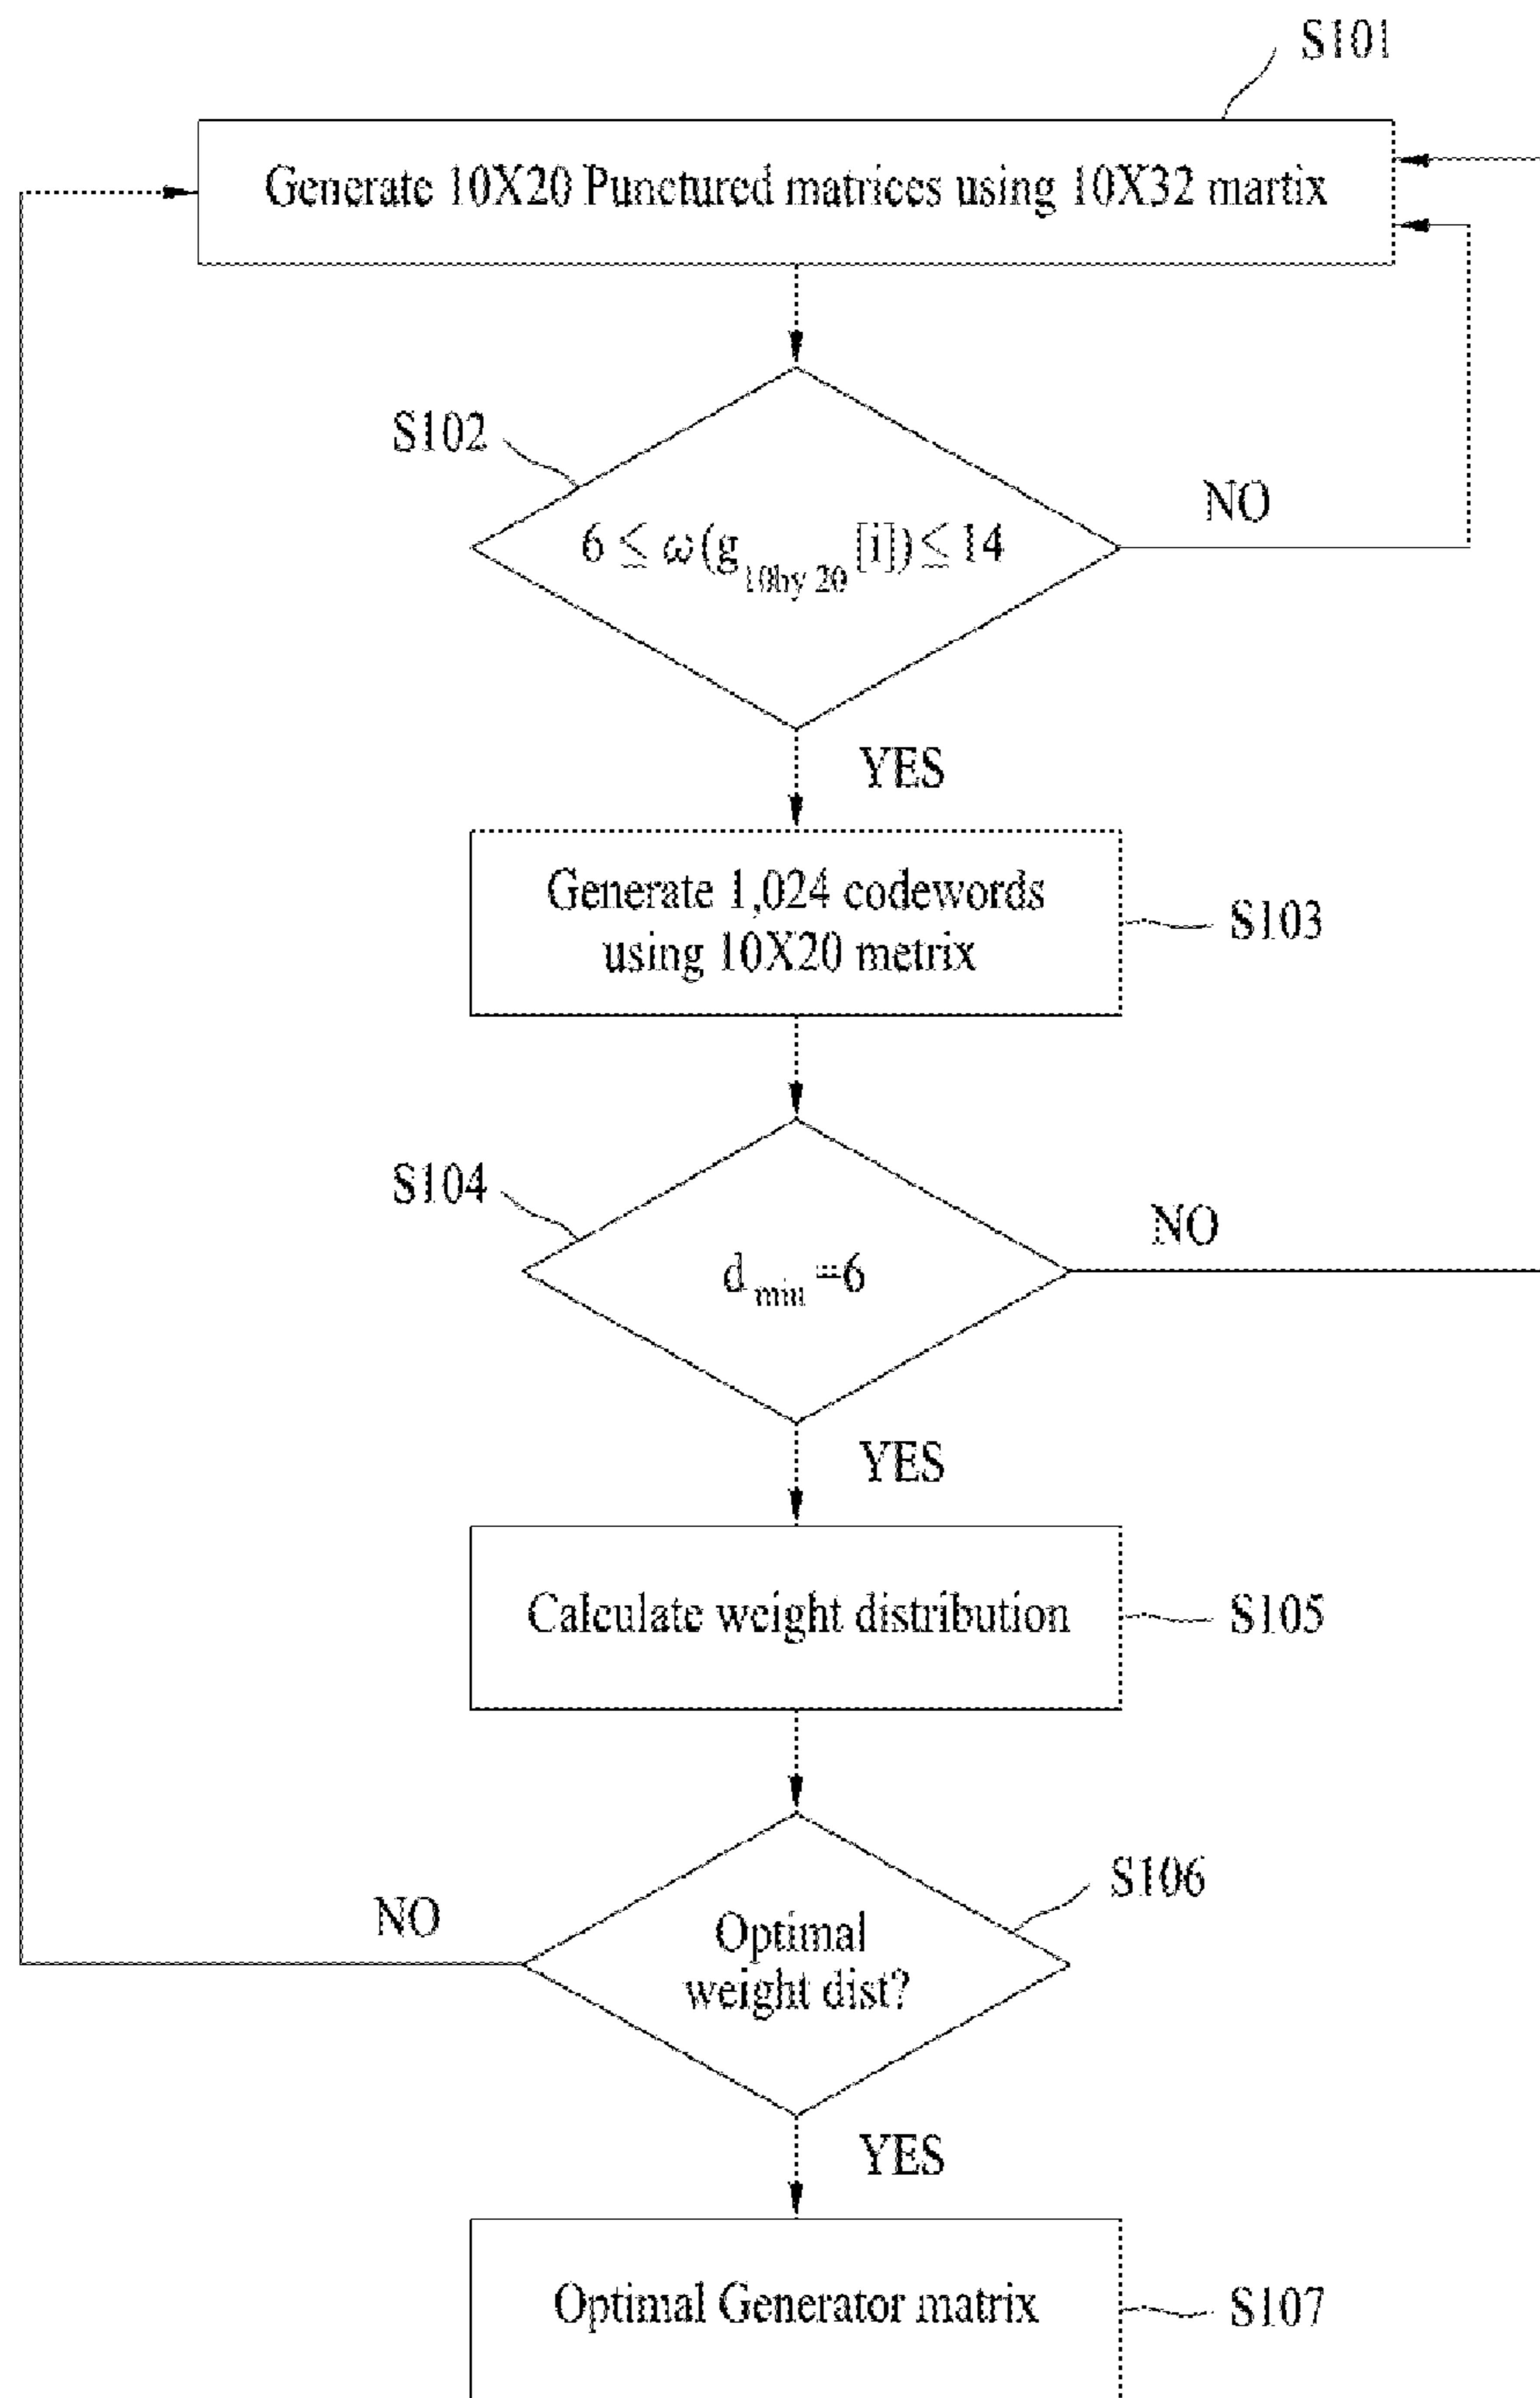 S101
Generate 10X20 Punctured matrices using 10X32 martix
S102
6 ≤ ω(g10by 20[i]) ≤ 14
NO
YES
Generate 1,024 codewords
using 10X20 metrix
S103
S104
dmin=6
NO
YES
Calculate weight distribution
S105
S106
NO
Optimal
weight dist?
YES
Optimal Generator matrix
S107